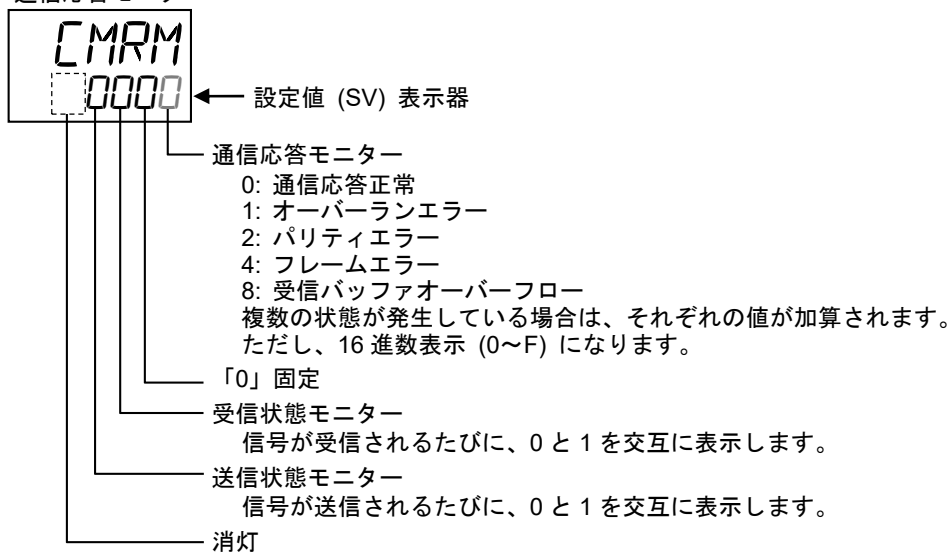 CMRM
0000
設定値 (SV) 表示器
通信応答モニター
0: 通信応答正常
1: オーバーランエラー
2: パリティエラー
4: フレームエラー
8: 受信バッファオーバーフロー
複数の状態が発生している場合は、それぞれの値が加算されます。
ただし、16 進数表示 (0～F) になります。
「0」固定
受信状態モニター
信号が受信されるたびに、0 と 1 を交互に表示します。
送信状態モニター
信号が送信されるたびに、0 と 1 を交互に表示します。
消灯